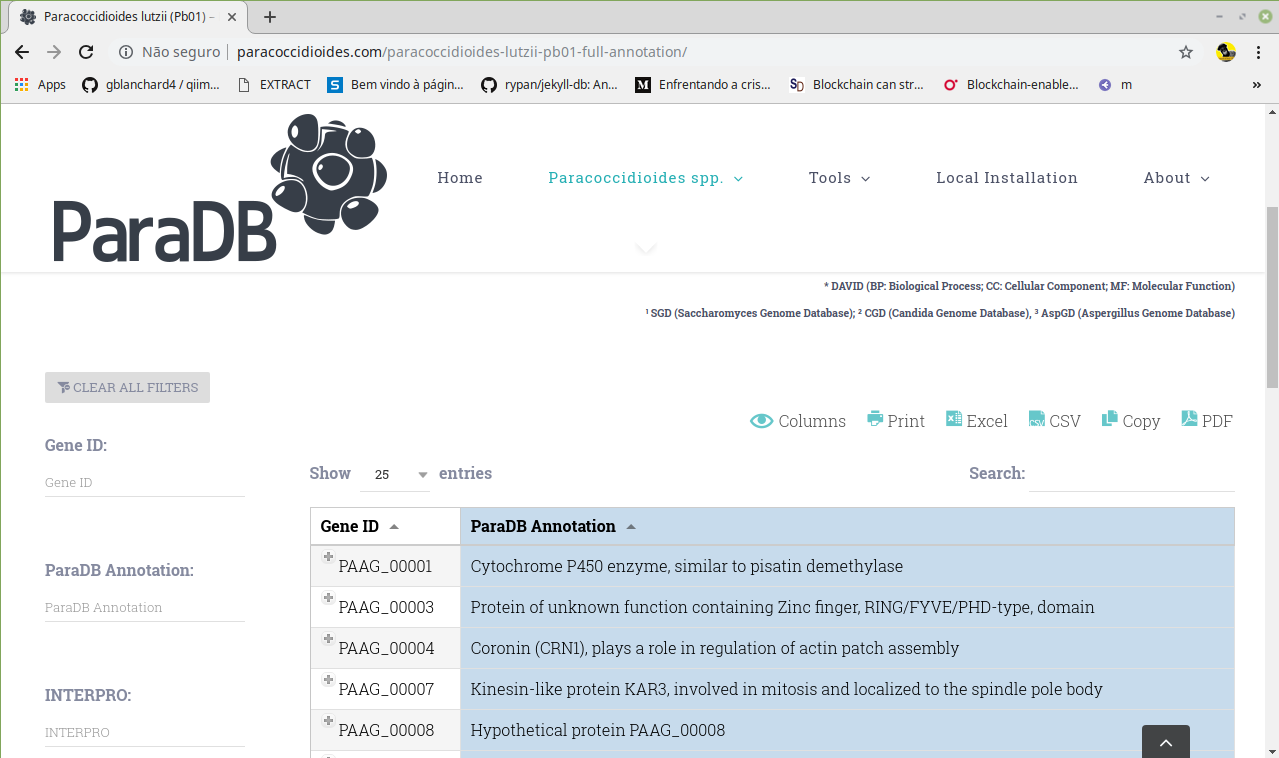 Paracoccidioides lutzii (Pb01) –
Não seguro | paracoccidioides.com/paracoccidioides-lutzii-pb01-full-annotation/
Apps gblanchard4 / qiim... EXTRACT Bem vindo à págin... rypan/jekyll-db: An... Enfrentando a cris... Blockchain can str... Blockchain-enable... m »
ParaDB
Home Paracoccidioides spp. Tools Local Installation About
* DAVID (BP: Biological Process; CC: Cellular Component; MF: Molecular Function)
¹ SGD (Saccharomyces Genome Database); ² CGD (Candida Genome Database), ³ AspGD (Aspergillus Genome Database)
CLEAR ALL FILTERS
Columns Print Excel CSV Copy PDF
Gene ID:
Gene ID
ParaDB Annotation:
ParaDB Annotation
INTERPRO:
INTERPRO
Show 25 entries Search:
Gene ID ParaDB Annotation
PAAG_00001 Cytochrome P450 enzyme, similar to pisatin demethylase
PAAG_00003 Protein of unknown function containing Zinc finger, RING/FYVE/PHD-type, domain
PAAG_00004 Coronin (CRN1), plays a role in regulation of actin patch assembly
PAAG_00007 Kinesin-like protein KAR3, involved in mitosis and localized to the spindle pole body
PAAG_00008 Hypothetical protein PAAG_00008